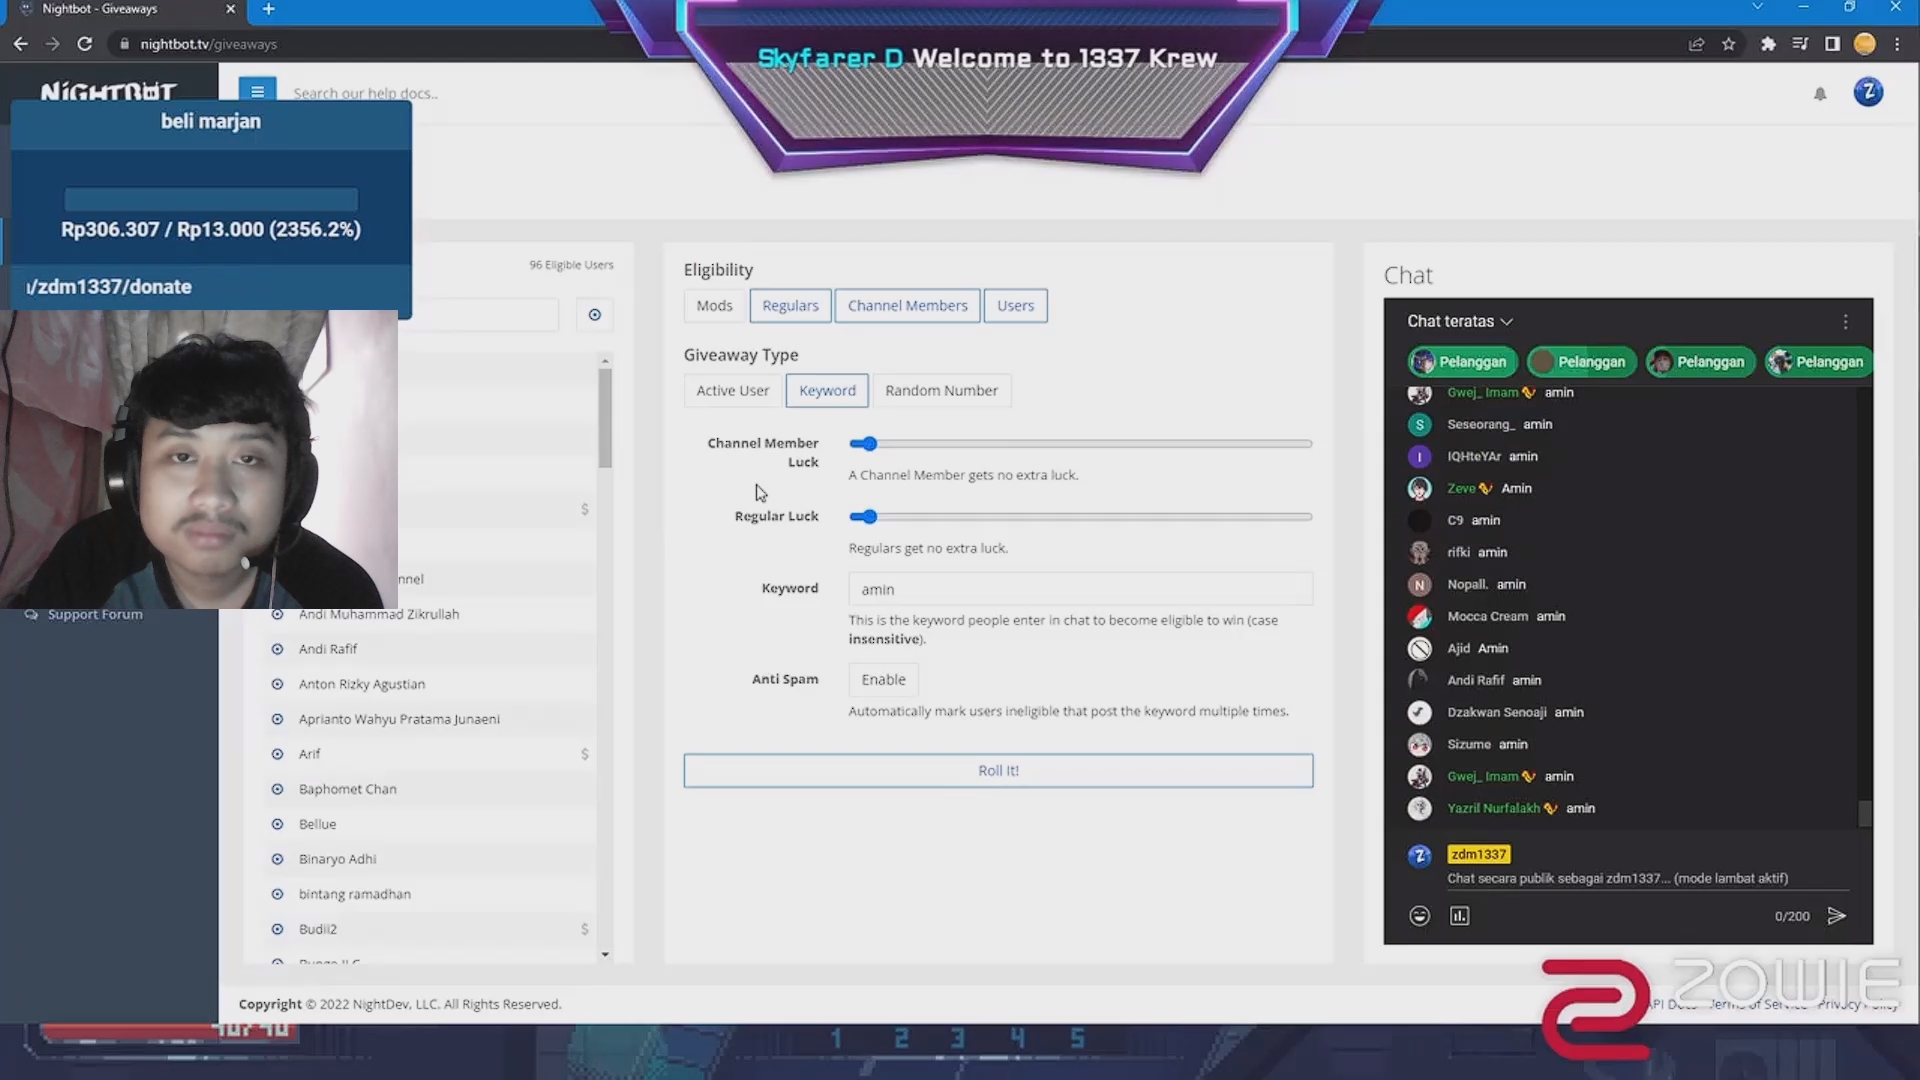 Nightbot - Giveaways
nightbot.tv/giveaways
Skyfarer D Welcome to 1337 Krew
NiGHTBOT
Search our help docs..
beli marjan
Rp306.307 / Rp13.000 (2356.2%)
/zdm1337/donate
96 Eligible Users
nnel
Andi Muhammad Zikrullah
Andi Rafif
Anton Rizky Agustian
Aprianto Wahyu Pratama Junaeni
Arif $
Baphomet Chan
Bellue
Binaryo Adhi
bintang ramadhan
Budii2 $
Support Forum
Eligibility
Mods Regulars Channel Members Users
Giveaway Type
Active User Keyword Random Number
Channel Member Luck
A Channel Member gets no extra luck.
Regular Luck
Regulars get no extra luck.
Keyword amin
This is the keyword people enter in chat to become eligible to win (case
insensitive).
Anti Spam Enable
Automatically mark users ineligible that post the keyword multiple times.
Roll It!
Chat
Chat teratas
Pelanggan Pelanggan Pelanggan Pelanggan
Gwej_ Imam amin
S Seseorang_ amin
I IQHteYAr amin
Zeve Amin
C9 amin
rifki amin
N Nopall. amin
Mocca Cream amin
Ajid Amin
Andi Rafif amin
Dzakwan Senoaji amin
Sizume amin
Gwej_ Imam amin
Yazril Nurfalakh amin
Z zdm1337
Chat secara publik sebagai zdm1337... (mode lambat aktif)
0/200
Copyright © 2022 NightDev, LLC. All Rights Reserved.
API Docs Terms of Service Privacy Policy
ZOWIE
1 2 3 4 5